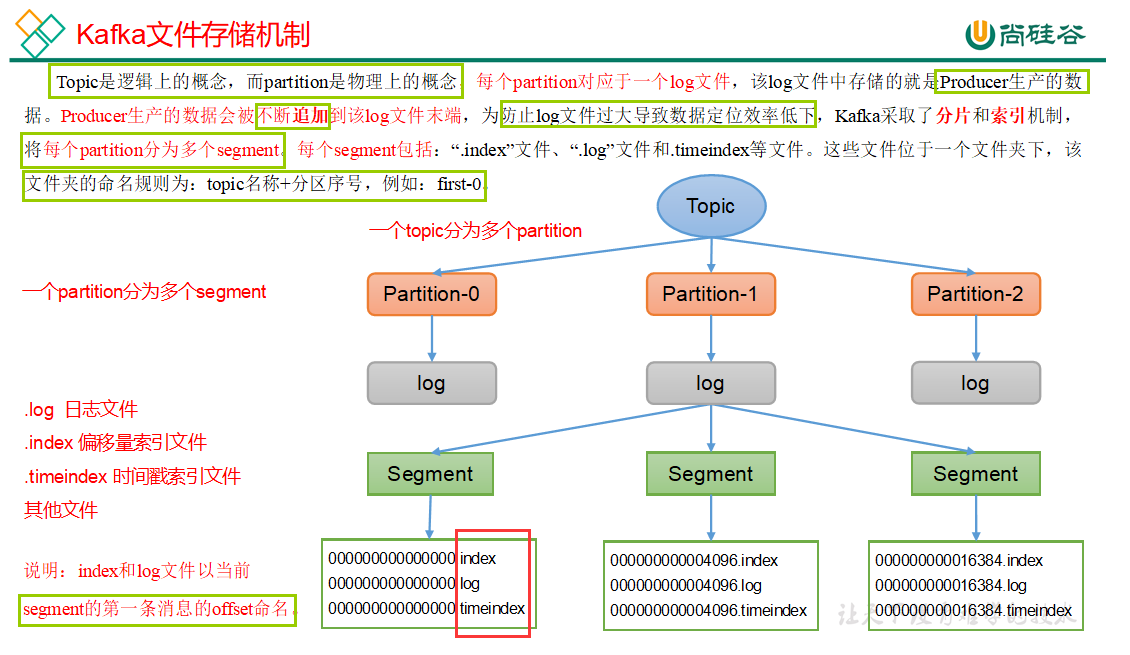 Kafka文件存储机制
尚硅谷
Topic是逻辑上的概念，而partition是物理上的概念，每个partition对应于一个log文件，该log文件中存储的就是Producer生产的数
据。Producer生产的数据会被不断追加到该log文件末端，为防止log文件过大导致数据定位效率低下，Kafka采取了分片和索引机制，
将每个partition分为多个segment。每个segment包括：“.index”文件、“.log”文件和.timeindex等文件。这些文件位于一个文件夹下，该
文件夹的命名规则为：topic名称+分区序号，例如：first-0。
Topic
一个topic分为多个partition
一个partition分为多个segment
Partition-0
Partition-1
Partition-2
log
log
log
.log 日志文件
.index 偏移量索引文件
.timeindex 时间戳索引文件
其他文件
Segment
Segment
Segment
000000000000000.index
000000000000000.log
000000000000000.timeindex
000000000004096.index
000000000004096.log
000000000004096.timeindex
000000000016384.index
000000000016384.log
000000000016384.timeindex
说明：index和log文件以当前
segment的第一条消息的offset命名。
让天下没有难学的技术